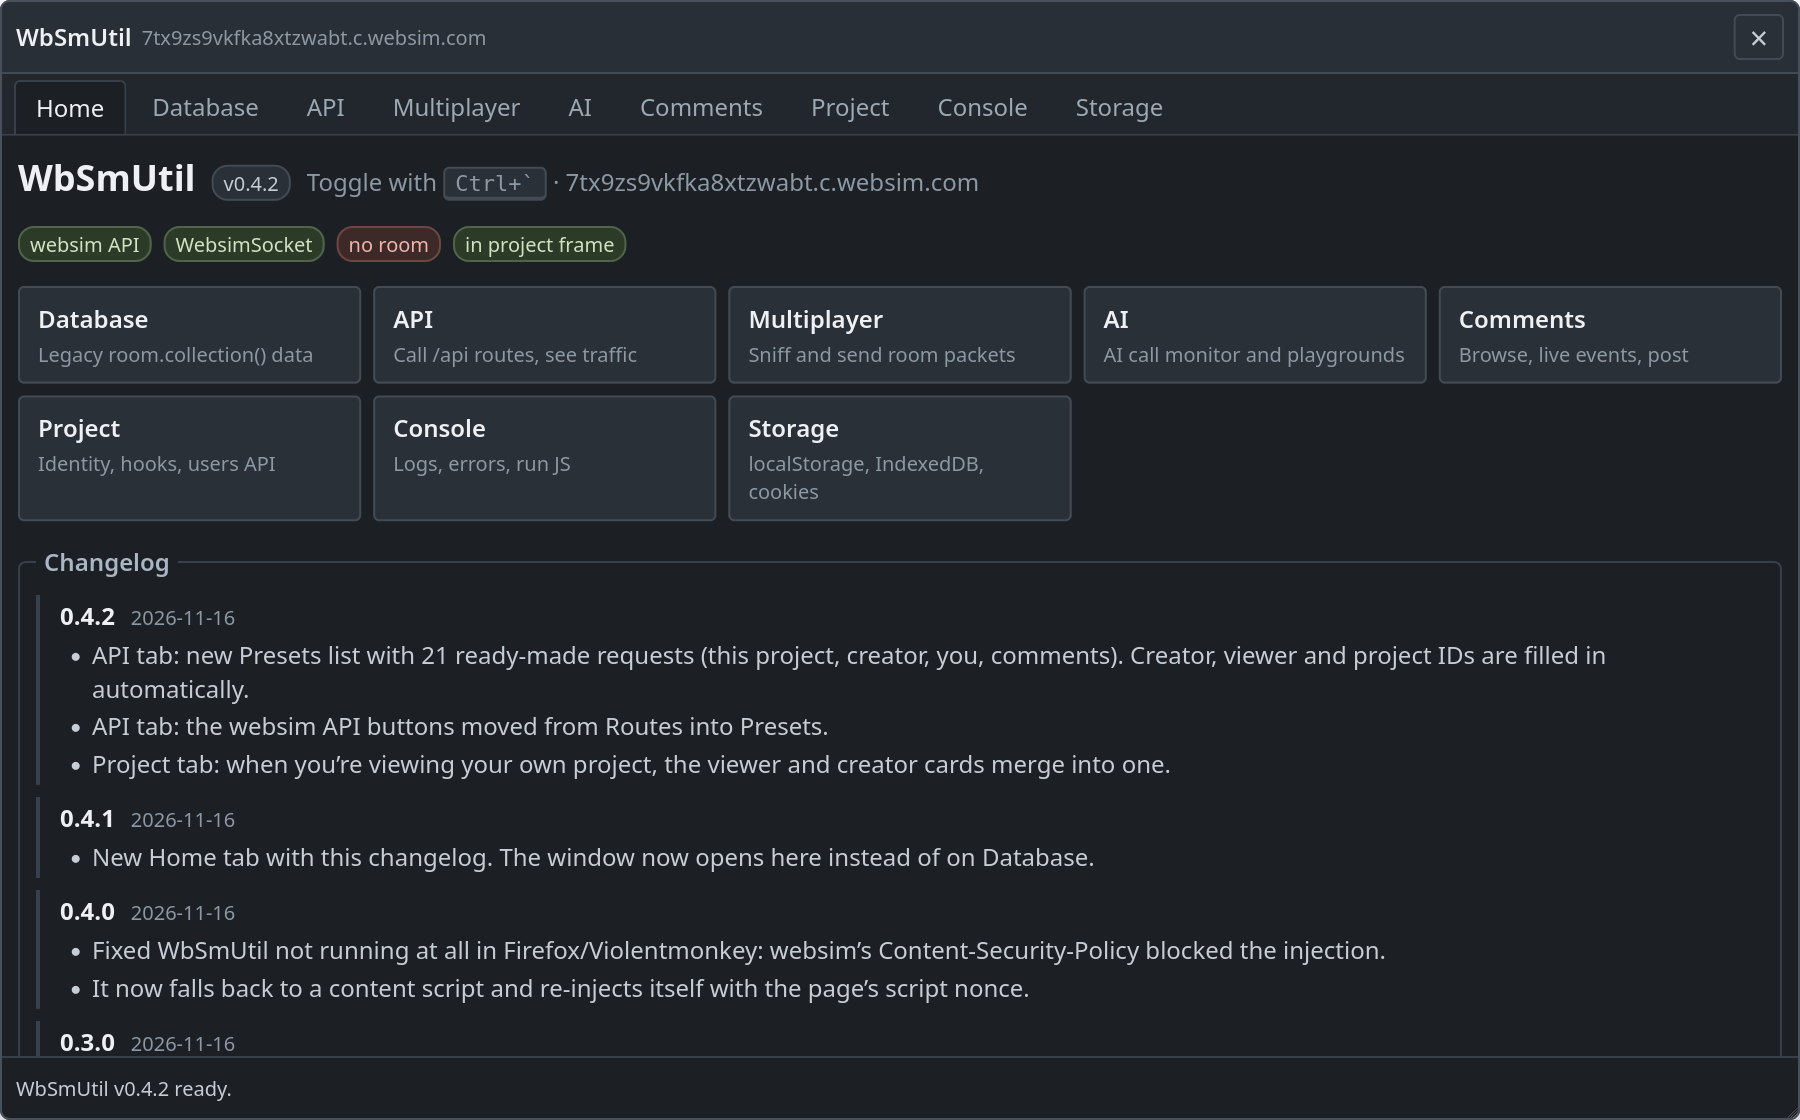 WbSmUtil 7tx9zs9vkfka8xtzwabt.c.websim.com ×
Home Database API Multiplayer AI Comments Project Console Storage
WbSmUtil v0.4.2 Toggle with Ctrl+` · 7tx9zs9vkfka8xtzwabt.c.websim.com
websim API WebsimSocket no room in project frame
Database
Legacy room.collection() data
API
Call /api routes, see traffic
Multiplayer
Sniff and send room packets
AI
AI call monitor and playgrounds
Comments
Browse, live events, post
Project
Identity, hooks, users API
Console
Logs, errors, run JS
Storage
localStorage, IndexedDB,
cookies
Changelog
0.4.2 2026-11-16
• API tab: new Presets list with 21 ready-made requests (this project, creator, you, comments). Creator, viewer and project IDs are filled in
automatically.
• API tab: the websim API buttons moved from Routes into Presets.
• Project tab: when you’re viewing your own project, the viewer and creator cards merge into one.
0.4.1 2026-11-16
• New Home tab with this changelog. The window now opens here instead of on Database.
0.4.0 2026-11-16
• Fixed WbSmUtil not running at all in Firefox/Violentmonkey: websim’s Content-Security-Policy blocked the injection.
• It now falls back to a content script and re-injects itself with the page’s script nonce.
0.3.0 2026-11-16
WbSmUtil v0.4.2 ready.